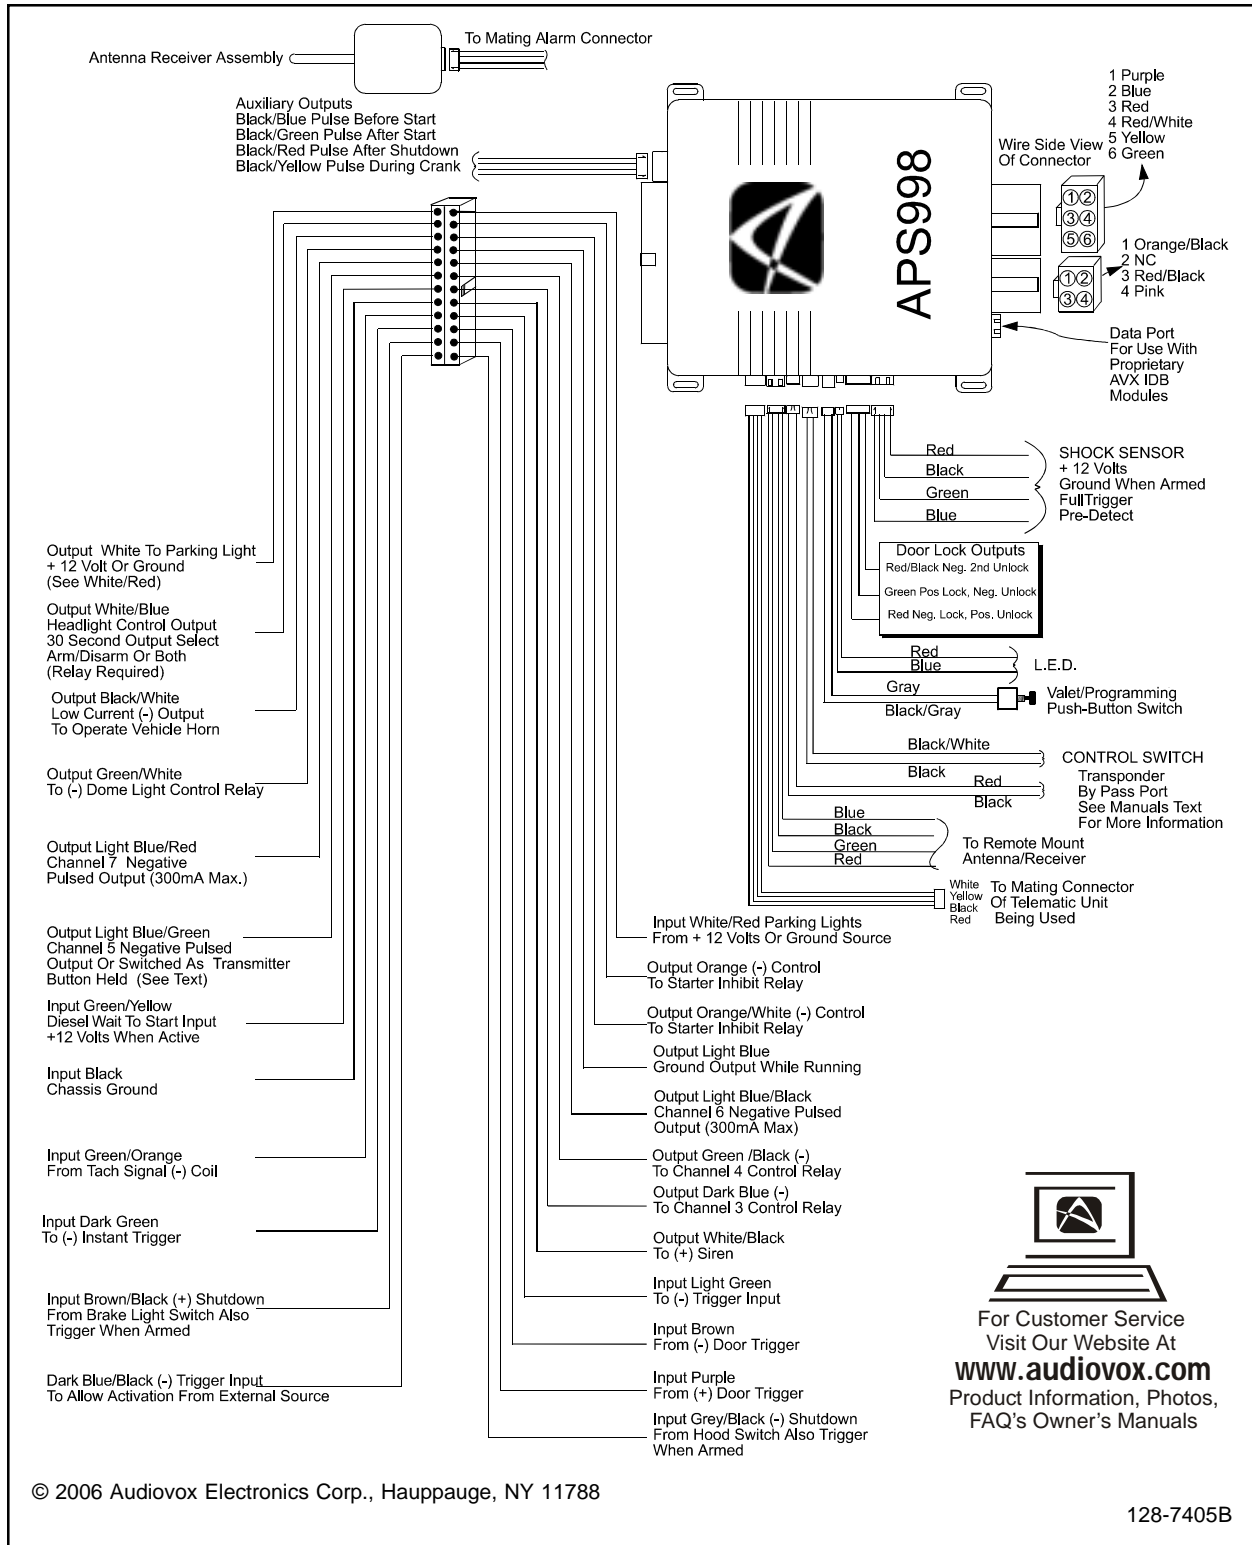 Antenna Receiver Assembly
To Mating Alarm Connector
Auxiliary Outputs
Black/Blue Pulse Before Start
Black/Green Pulse After Start
Black/Red Pulse After Shutdown
Black/Yellow Pulse During Crank
APS998
Wire Side View
Of Connector
1 Purple
2 Blue
3 Red
4 Red/White
5 Yellow
6 Green
1 2
3 4
5 6
1 Orange/Black
2 NC
3 Red/Black
4 Pink
1 2
3 4
Data Port
For Use With
Proprietary
AVX IDB
Modules
Red
Black
Green
Blue
SHOCK SENSOR
+ 12 Volts
Ground When Armed
FullTrigger
Pre-Detect
Door Lock Outputs
Red/Black Neg. 2nd Unlock
Green Pos Lock, Neg. Unlock
Red Neg. Lock, Pos. Unlock
Red
Blue
L.E.D.
Gray
Black/Gray
Valet/Programming
Push-Button Switch
Black/White
Black
CONTROL SWITCH
Red
Black
Transponder
By Pass Port
See Manuals Text
For More Information
Blue
Black
Green
Red
To Remote Mount
Antenna/Receiver
White
Yellow
Black
Red
To Mating Connector
Of Telematic Unit
Being Used
Output White To Parking Light
+ 12 Volt Or Ground
(See White/Red)
Output White/Blue
Headlight Control Output
30 Second Output Select
Arm/Disarm Or Both
(Relay Required)
Output Black/White
Low Current (-) Output
To Operate Vehicle Horn
Output Green/White
To (-) Dome Light Control Relay
Output Light Blue/Red
Channel 7 Negative
Pulsed Output (300mA Max.)
Output Light Blue/Green
Channel 5 Negative Pulsed
Output Or Switched As Transmitter
Button Held (See Text)
Input Green/Yellow
Diesel Wait To Start Input
+12 Volts When Active
Input Black
Chassis Ground
Input Green/Orange
From Tach Signal (-) Coil
Input Dark Green
To (-) Instant Trigger
Input Brown/Black (+) Shutdown
From Brake Light Switch Also
Trigger When Armed
Dark Blue/Black (-) Trigger Input
To Allow Activation From External Source
Input White/Red Parking Lights
From + 12 Volts Or Ground Source
Output Orange (-) Control
To Starter Inhibit Relay
Output Orange/White (-) Control
To Starter Inhibit Relay
Output Light Blue
Ground Output While Running
Output Light Blue/Black
Channel 6 Negative Pulsed
Output (300mA Max)
Output Green /Black (-)
To Channel 4 Control Relay
Output Dark Blue (-)
To Channel 3 Control Relay
Output White/Black
To (+) Siren
Input Light Green
To (-) Trigger Input
Input Brown
From (-) Door Trigger
Input Purple
From (+) Door Trigger
Input Grey/Black (-) Shutdown
From Hood Switch Also Trigger
When Armed
For Customer Service
Visit Our Website At
www.audiovox.com
Product Information, Photos,
FAQ's Owner's Manuals
© 2006 Audiovox Electronics Corp., Hauppauge, NY 11788
128-7405B